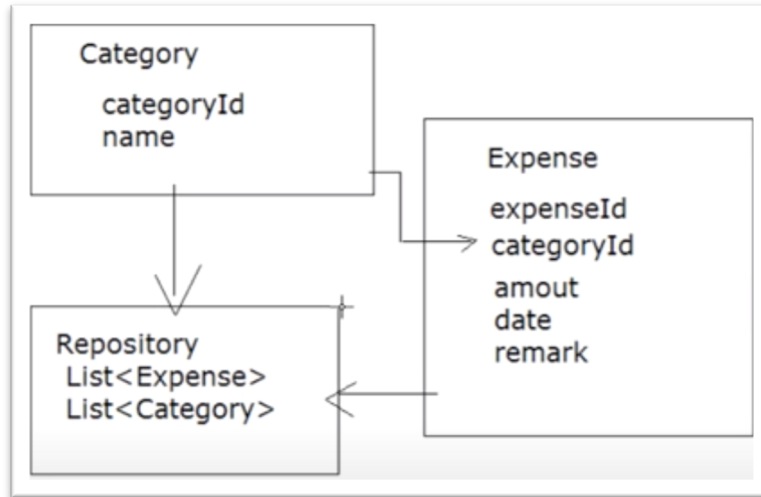 Category
categoryId
name
Expense
expenseId
categoryId
amout
date
remark
Repository
List<Expense>
List<Category>